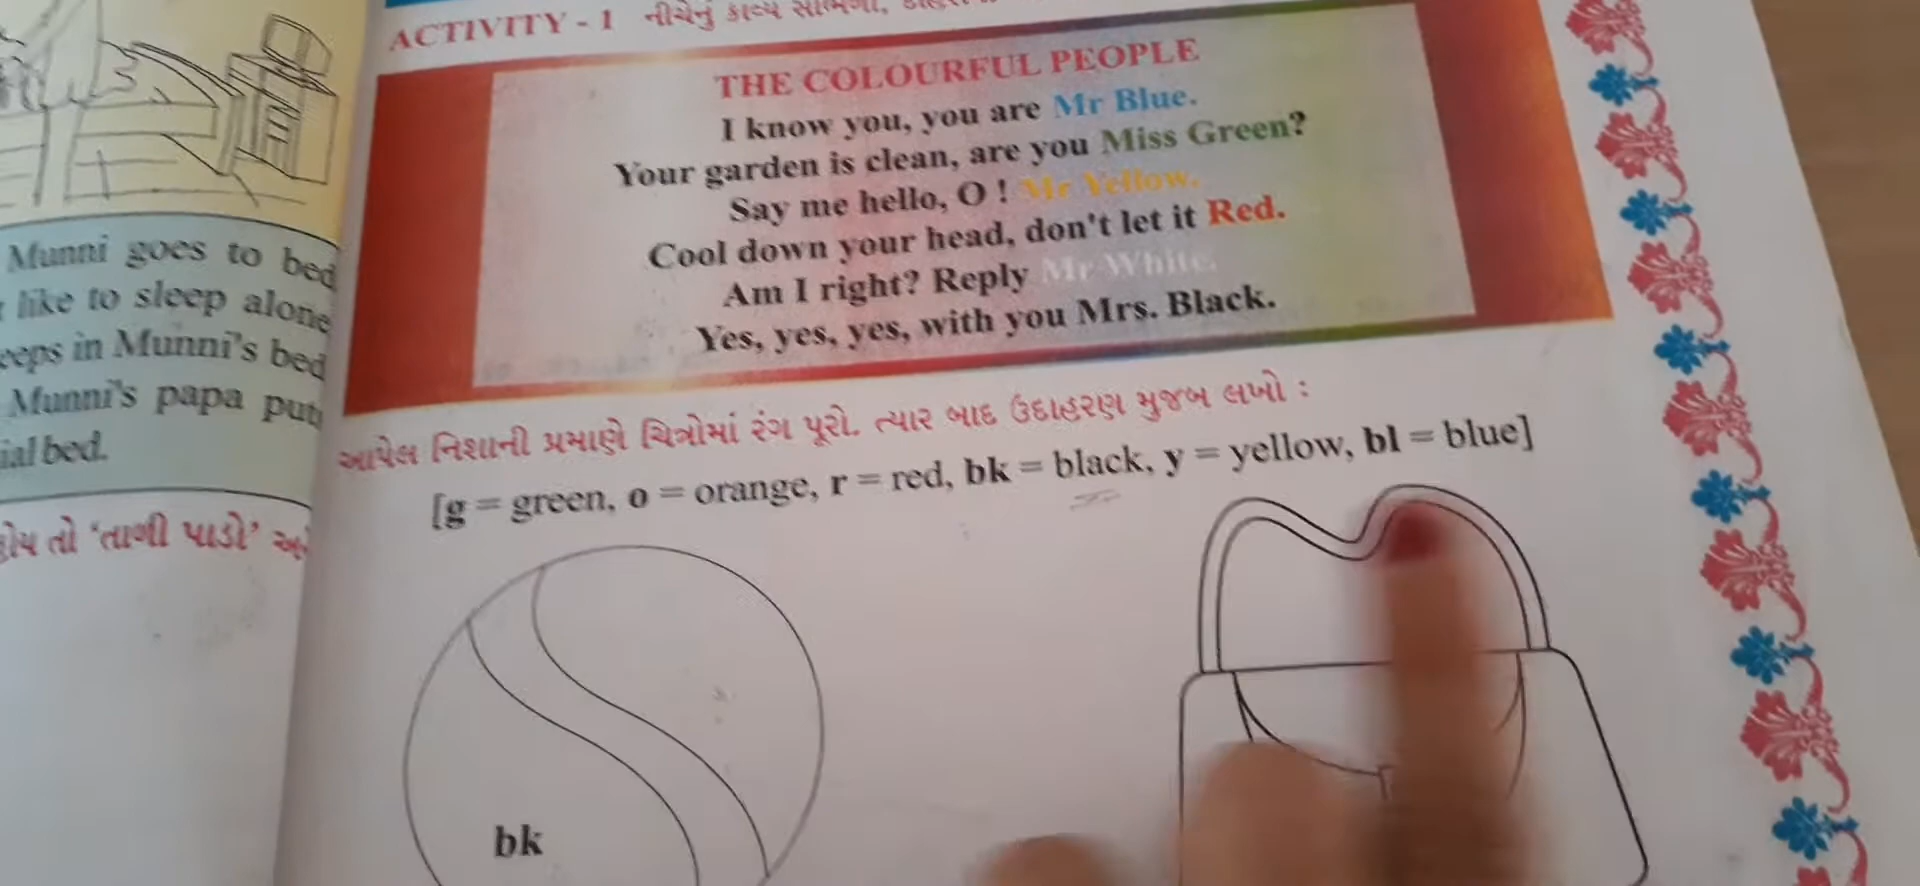 Munni goes to bed
like to sleep alone
eeps in Munni's bed
Munni's papa put
ial bed.
હોય તો ‘તાળી પાડો’
ACTIVITY - 1 નીચેનું કાવ્ય
THE COLOURFUL PEOPLE
I know you, you are Mr Blue.
Your garden is clean, are you Miss Green?
Say me hello, O ! Mr Yellow.
Cool down your head, don't let it Red.
Am I right? Reply Mr White.
Yes, yes, yes, with you Mrs. Black.
આપેલ નિશાની પ્રમાણે ચિત્રોમાં રંગ પૂરો. ત્યાર બાદ ઉદાહરણ મુજબ લખો :
[g = green, o = orange, r = red, bk = black, y = yellow, bl = blue]
bk